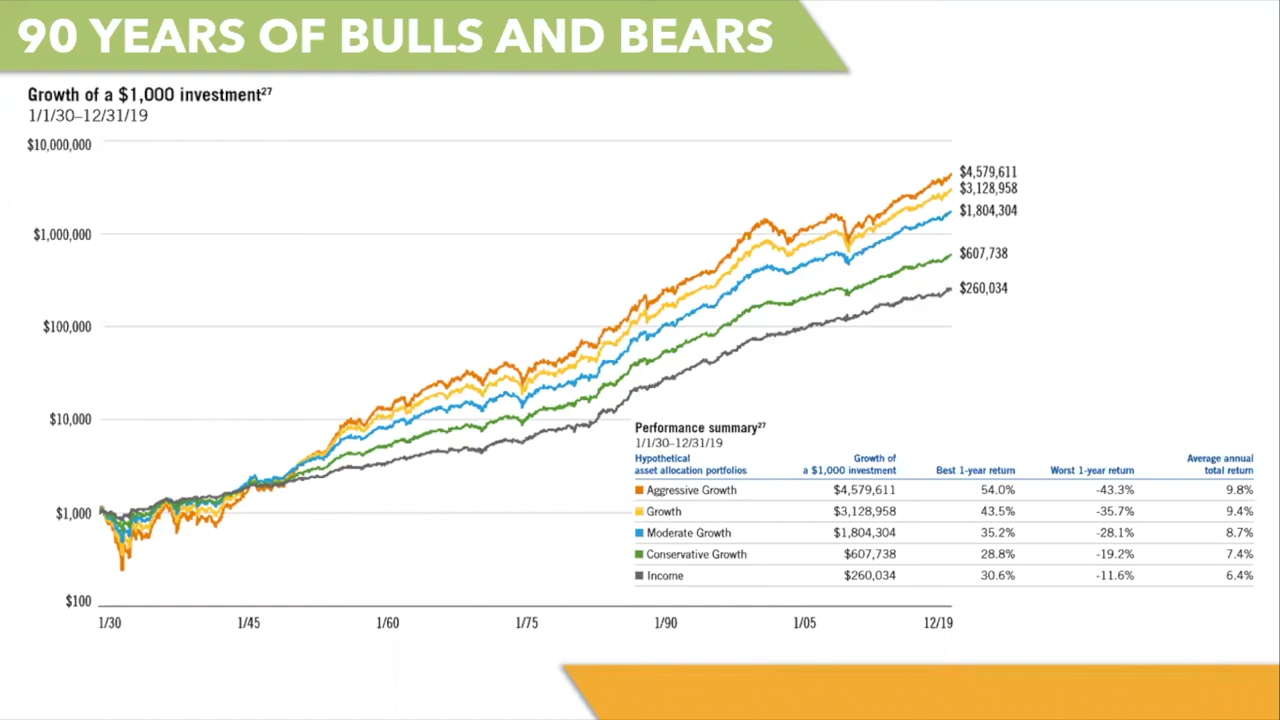 90 YEARS OF BULLS AND BEARS
Growth of a $1,000 investment27
1/1/30–12/31/19
$10,000,000
$1,000,000
$100,000
$10,000
$1,000
$100
$4,579,611
$3,128,958
$1,804,304
$607,738
$260,034
1/30 1/45 1/60 1/75 1/90 1/05 12/19
Performance summary27
1/1/30–12/31/19
Hypothetical Growth of Average annual
asset allocation portfolios a $1,000 investment Best 1-year return Worst 1-year return total return
Aggressive Growth $4,579,611 54.0% -43.3% 9.8%
Growth $3,128,958 43.5% -35.7% 9.4%
Moderate Growth $1,804,304 35.2% -28.1% 8.7%
Conservative Growth $607,738 28.8% -19.2% 7.4%
Income $260,034 30.6% -11.6% 6.4%